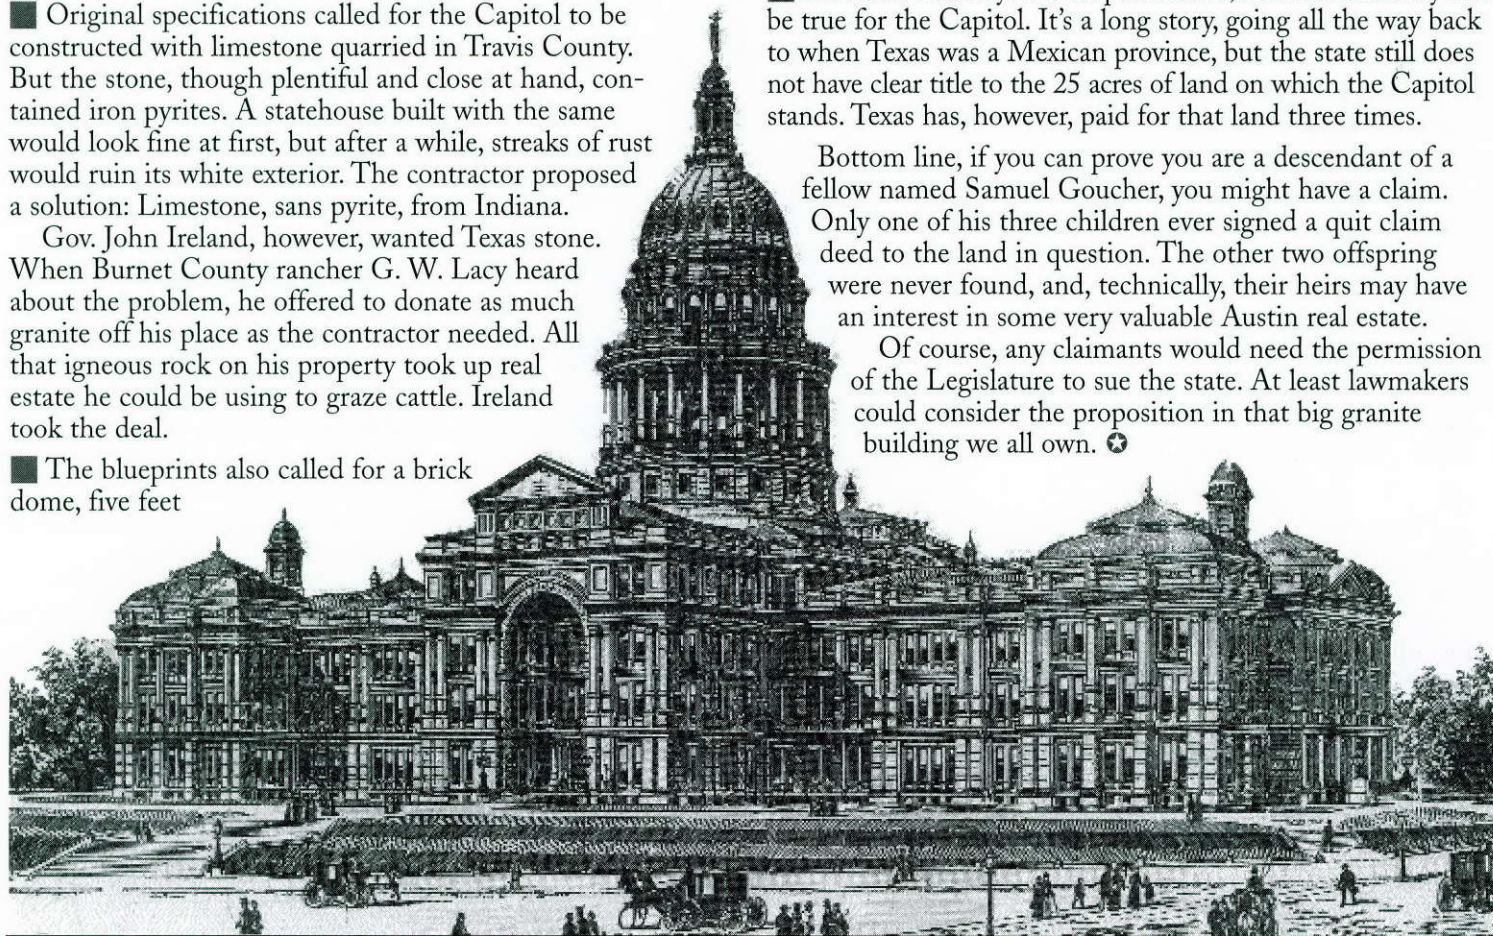 ■ Original specifications called for the Capitol to be
constructed with limestone quarried in Travis County.
But the stone, though plentiful and close at hand, con-
tained iron pyrites. A statehouse built with the same
would look fine at first, but after a while, streaks of rust
would ruin its white exterior. The contractor proposed
a solution: Limestone, sans pyrite, from Indiana.
Gov. John Ireland, however, wanted Texas stone.
When Burnet County rancher G. W. Lacy heard
about the problem, he offered to donate as much
granite off his place as the contractor needed. All
that igneous rock on his property took up real
estate he could be using to graze cattle. Ireland
took the deal.
■ The blueprints also called for a brick
dome, five feet
be true for the Capitol. It's a long story, going all the way back
to when Texas was a Mexican province, but the state still does
not have clear title to the 25 acres of land on which the Capitol
stands. Texas has, however, paid for that land three times.
Bottom line, if you can prove you are a descendant of a
fellow named Samuel Goucher, you might have a claim.
Only one of his three children ever signed a quit claim
deed to the land in question. The other two offspring
were never found, and, technically, their heirs may have
an interest in some very valuable Austin real estate.
Of course, any claimants would need the permission
of the Legislature to sue the state. At least lawmakers
could consider the proposition in that big granite
building we all own. ✪